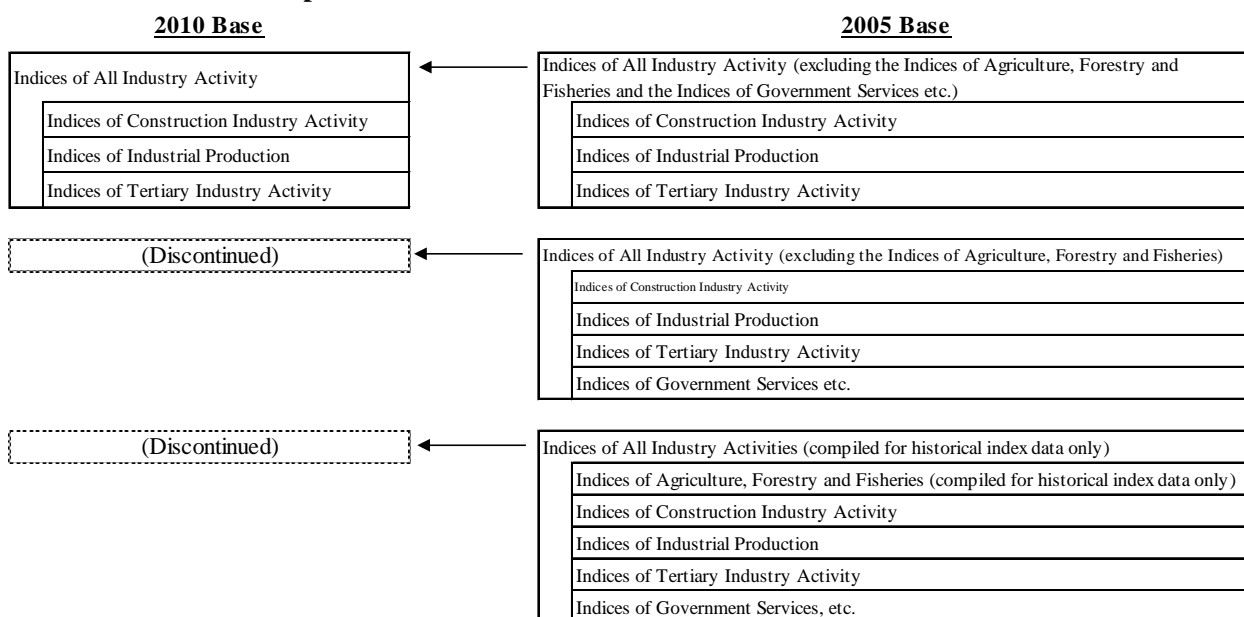 2010 Base
2005 Base
Indices of All Industry Activity
Indices of Construction Industry Activity
Indices of Industrial Production
Indices of Tertiary Industry Activity
Indices of All Industry Activity (excluding the Indices of Agriculture, Forestry and
Fisheries and the Indices of Government Services etc.)
Indices of Construction Industry Activity
Indices of Industrial Production
Indices of Tertiary Industry Activity
(Discontinued)
Indices of All Industry Activity (excluding the Indices of Agriculture, Forestry and Fisheries)
Indices of Construction Industry Activity
Indices of Industrial Production
Indices of Tertiary Industry Activity
Indices of Government Services etc.
(Discontinued)
Indices of All Industry Activities (compiled for historical index data only)
Indices of Agriculture, Forestry and Fisheries (compiled for historical index data only)
Indices of Construction Industry Activity
Indices of Industrial Production
Indices of Tertiary Industry Activity
Indices of Government Services, etc.